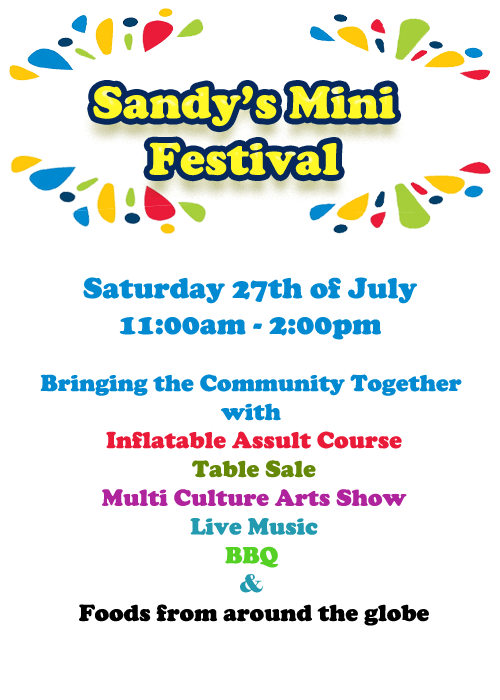 Sandy's Mini
Festival
Saturday 27th of July
11:00am - 2:00pm
Bringing the Community Together
with
Inflatable Assult Course
Table Sale
Multi Culture Arts Show
Live Music
BBQ
&
Foods from around the globe